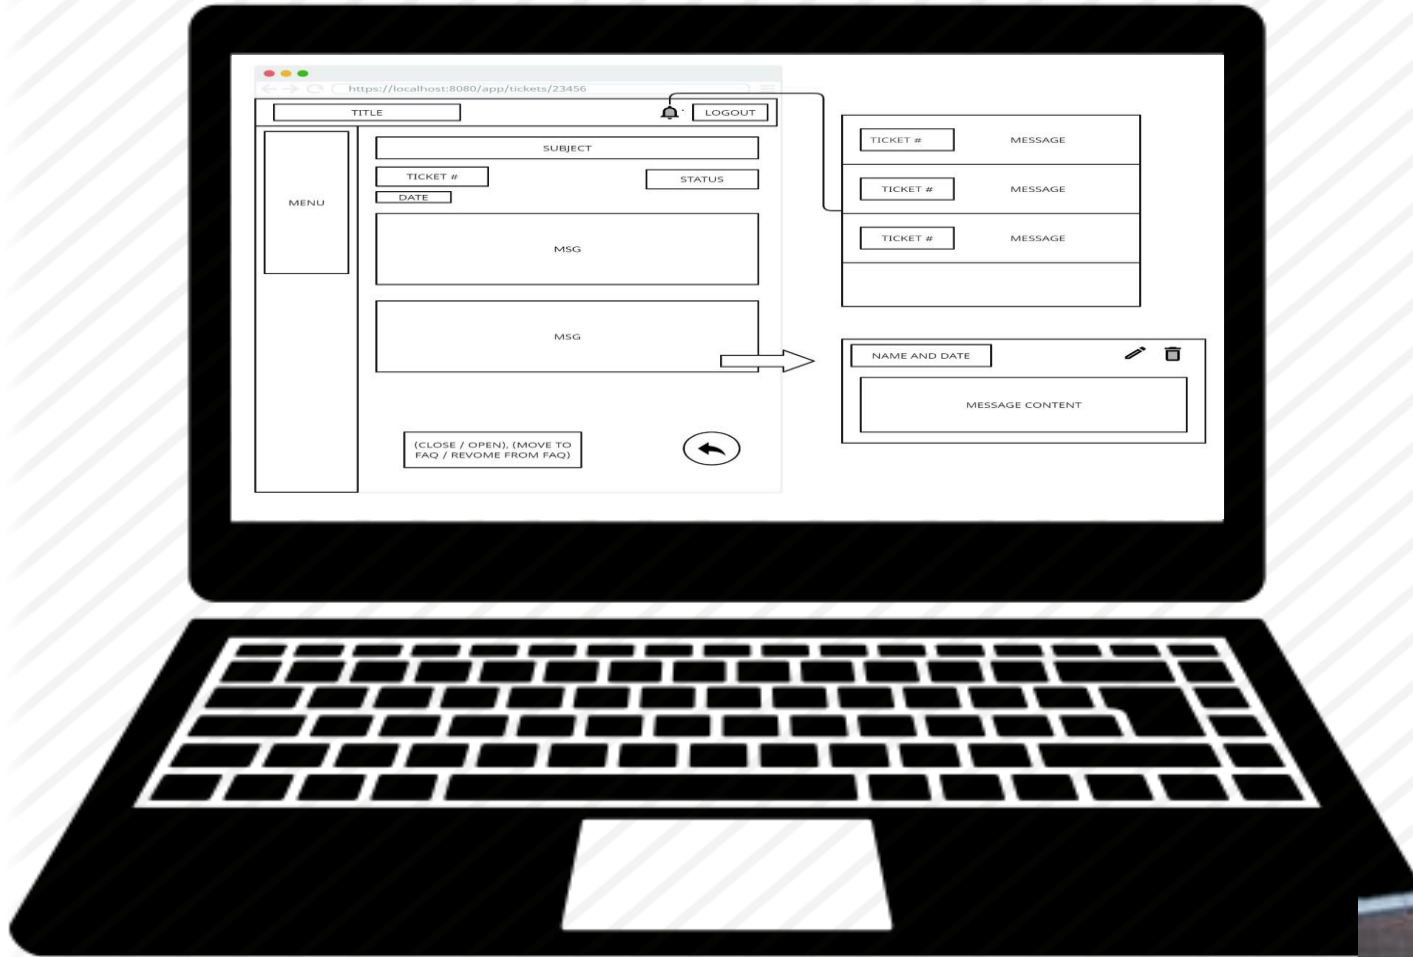 https://localhost:8080/app/tickets/23456
TITLE
LOGOUT
MENU
SUBJECT
TICKET #
STATUS
DATE
MSG
MSG
(CLOSE / OPEN), (MOVE TO
FAQ / REVOME FROM FAQ)
TICKET # MESSAGE
TICKET # MESSAGE
TICKET # MESSAGE
NAME AND DATE
MESSAGE CONTENT